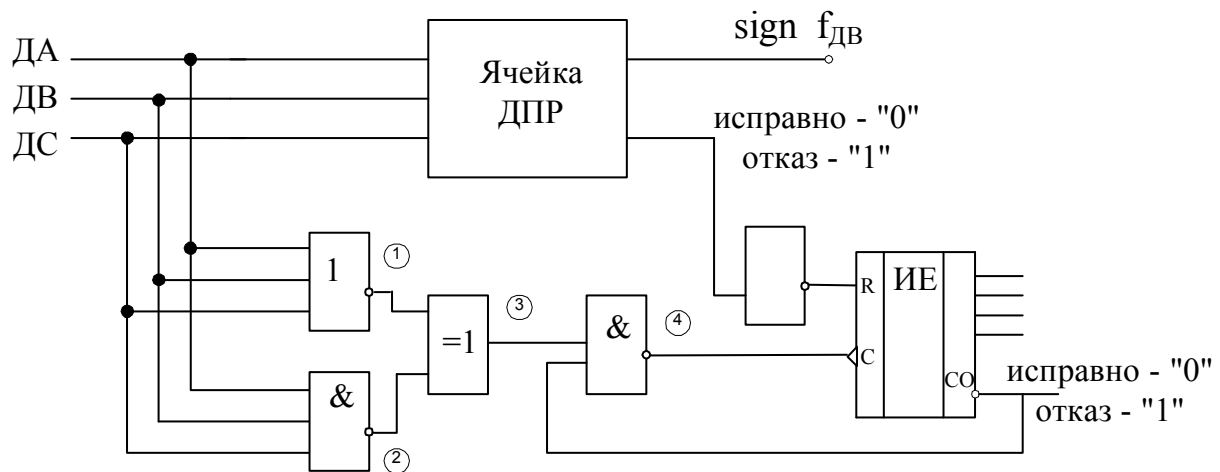 sign f ДВ
ДА
ДВ
ДС
Ячейка
ДПР
исправно - "0"
отказ - "1"
1
1
&
2
=1
3
&
4
R
ИЕ
C
CO
исправно - "0"
отказ - "1"